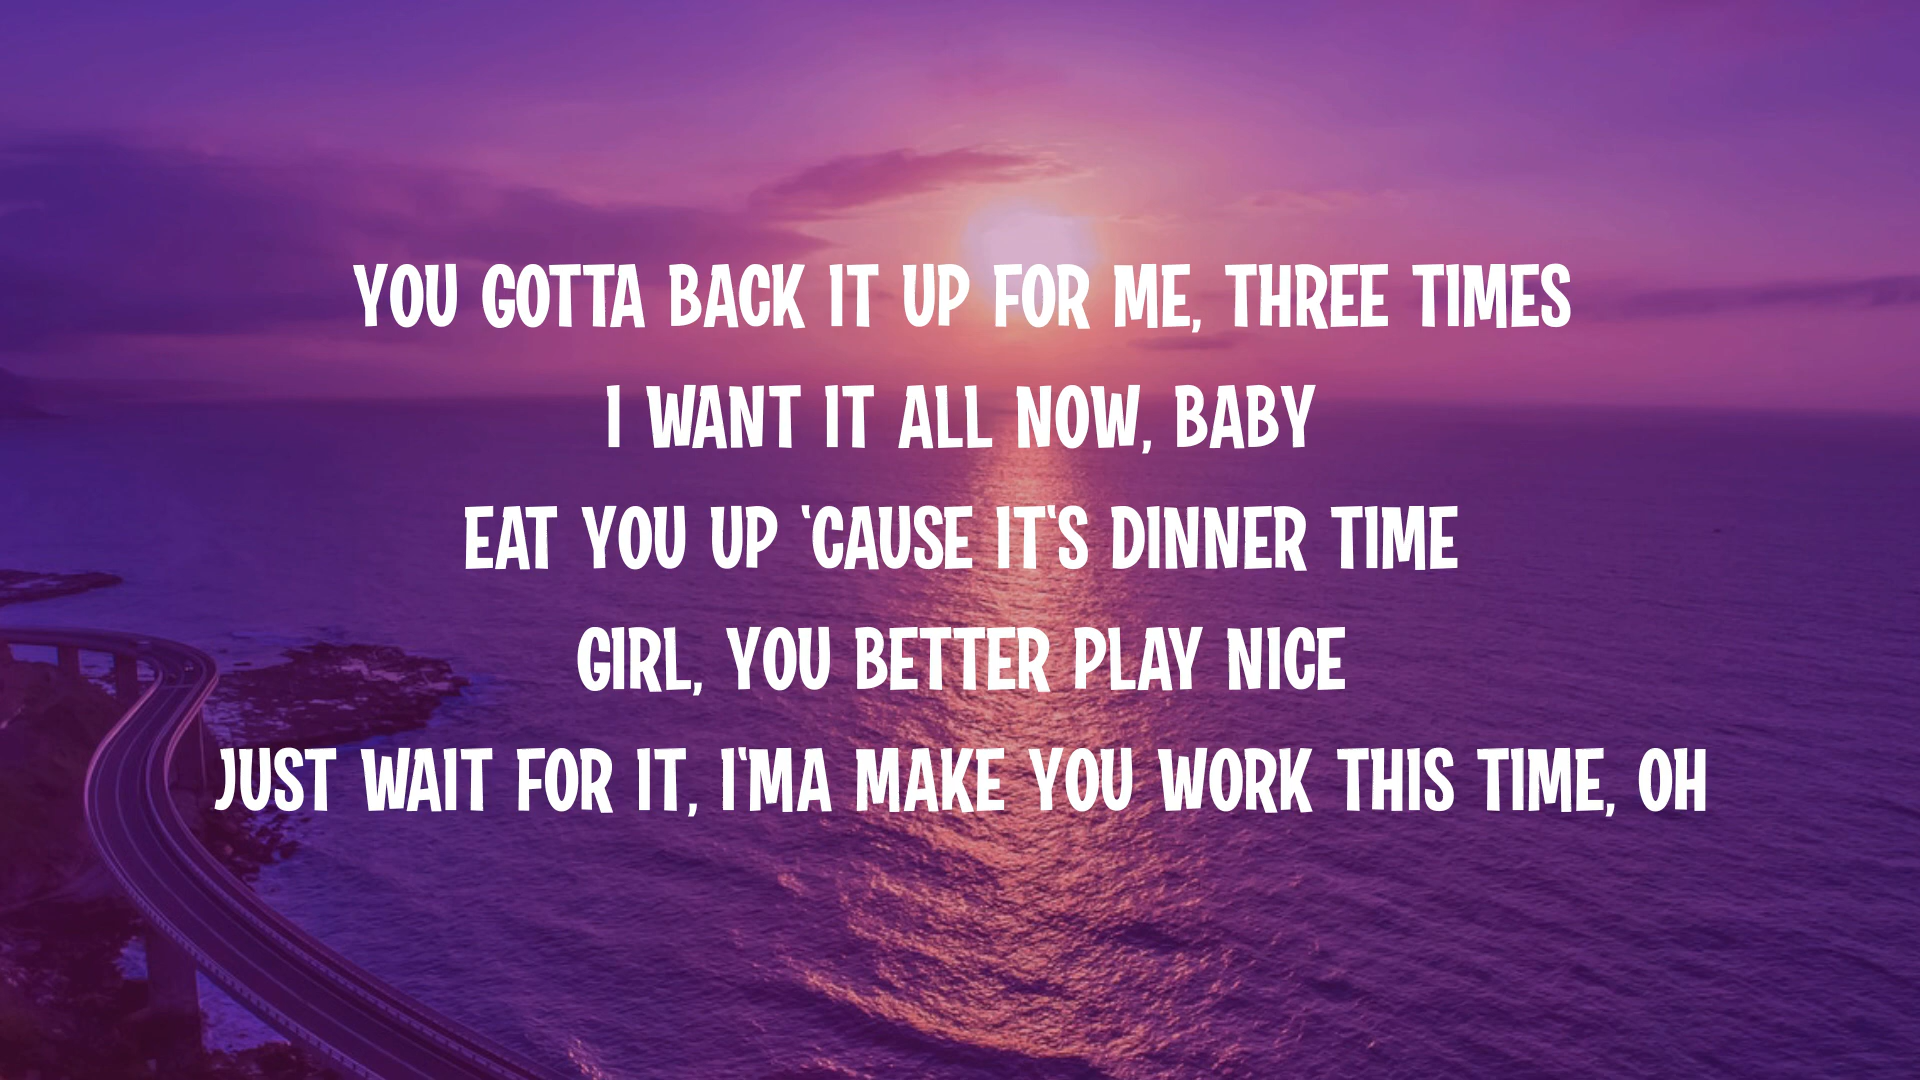 YOU GOTTA BACK IT UP FOR ME, THREE TIMES
I WANT IT ALL NOW, BABY
EAT YOU UP ‘CAUSE IT‘S DINNER TIME
GIRL, YOU BETTER PLAY NICE
JUST WAIT FOR IT, I‘MA MAKE YOU WORK THIS TIME, OH